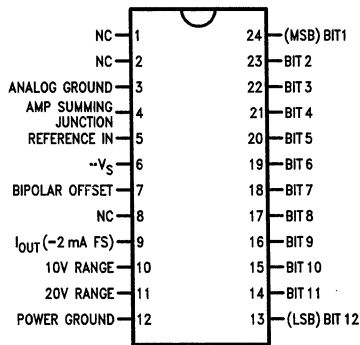 NC 1
NC 2
ANALOG GROUND 3
AMP SUMMING
JUNCTION 4
REFERENCE IN 5
–VS 6
BIPOLAR OFFSET 7
NC 8
IOUT (–2 mA FS) 9
10V RANGE 10
20V RANGE 11
POWER GROUND 12
24 (MSB) BIT1
23 BIT 2
22 BIT 3
21 BIT 4
20 BIT 5
19 BIT 6
18 BIT 7
17 BIT 8
16 BIT 9
15 BIT 10
14 BIT 11
13 (LSB) BIT 12